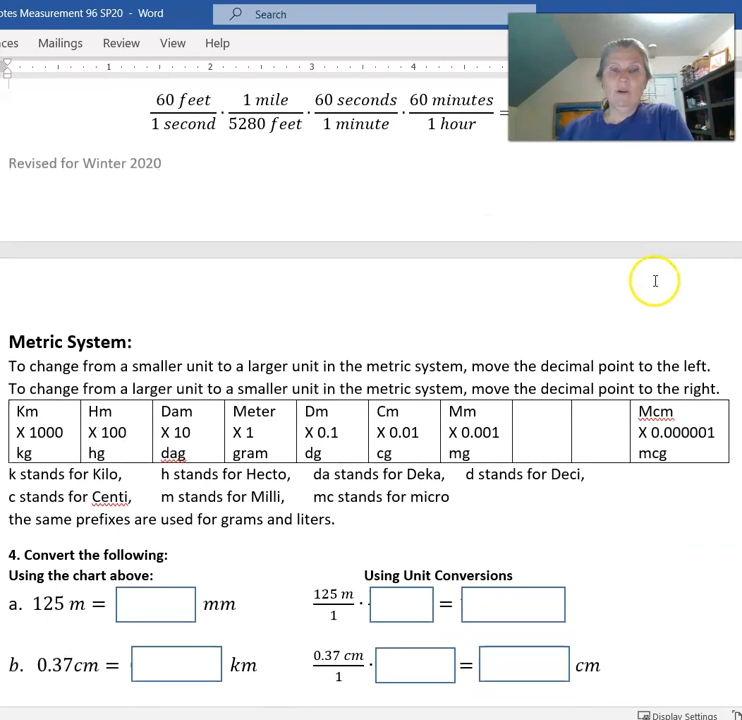 otes Measurement 96 SP20 - Word
Search
ces Mailings Review View Help
1 2 3 4
60 feet / 1 second · 1 mile / 5280 feet · 60 seconds / 1 minute · 60 minutes / 1 hour =
Revised for Winter 2020
Metric System:
To change from a smaller unit to a larger unit in the metric system, move the decimal point to the left.
To change from a larger unit to a smaller unit in the metric system, move the decimal point to the right.
Km Hm Dam Meter Dm Cm Mm Mcm
X 1000 X 100 X 10 X 1 X 0.1 X 0.01 X 0.001 X 0.000001
kg hg dag gram dg cg mg mcg
k stands for Kilo, h stands for Hecto, da stands for Deka, d stands for Deci,
c stands for Centi, m stands for Milli, mc stands for micro
the same prefixes are used for grams and liters.
4. Convert the following:
Using the chart above: Using Unit Conversions
a. 125 m = mm 125 m / 1 · =
b. 0.37cm = km 0.37 cm / 1 · = cm
Display Settings